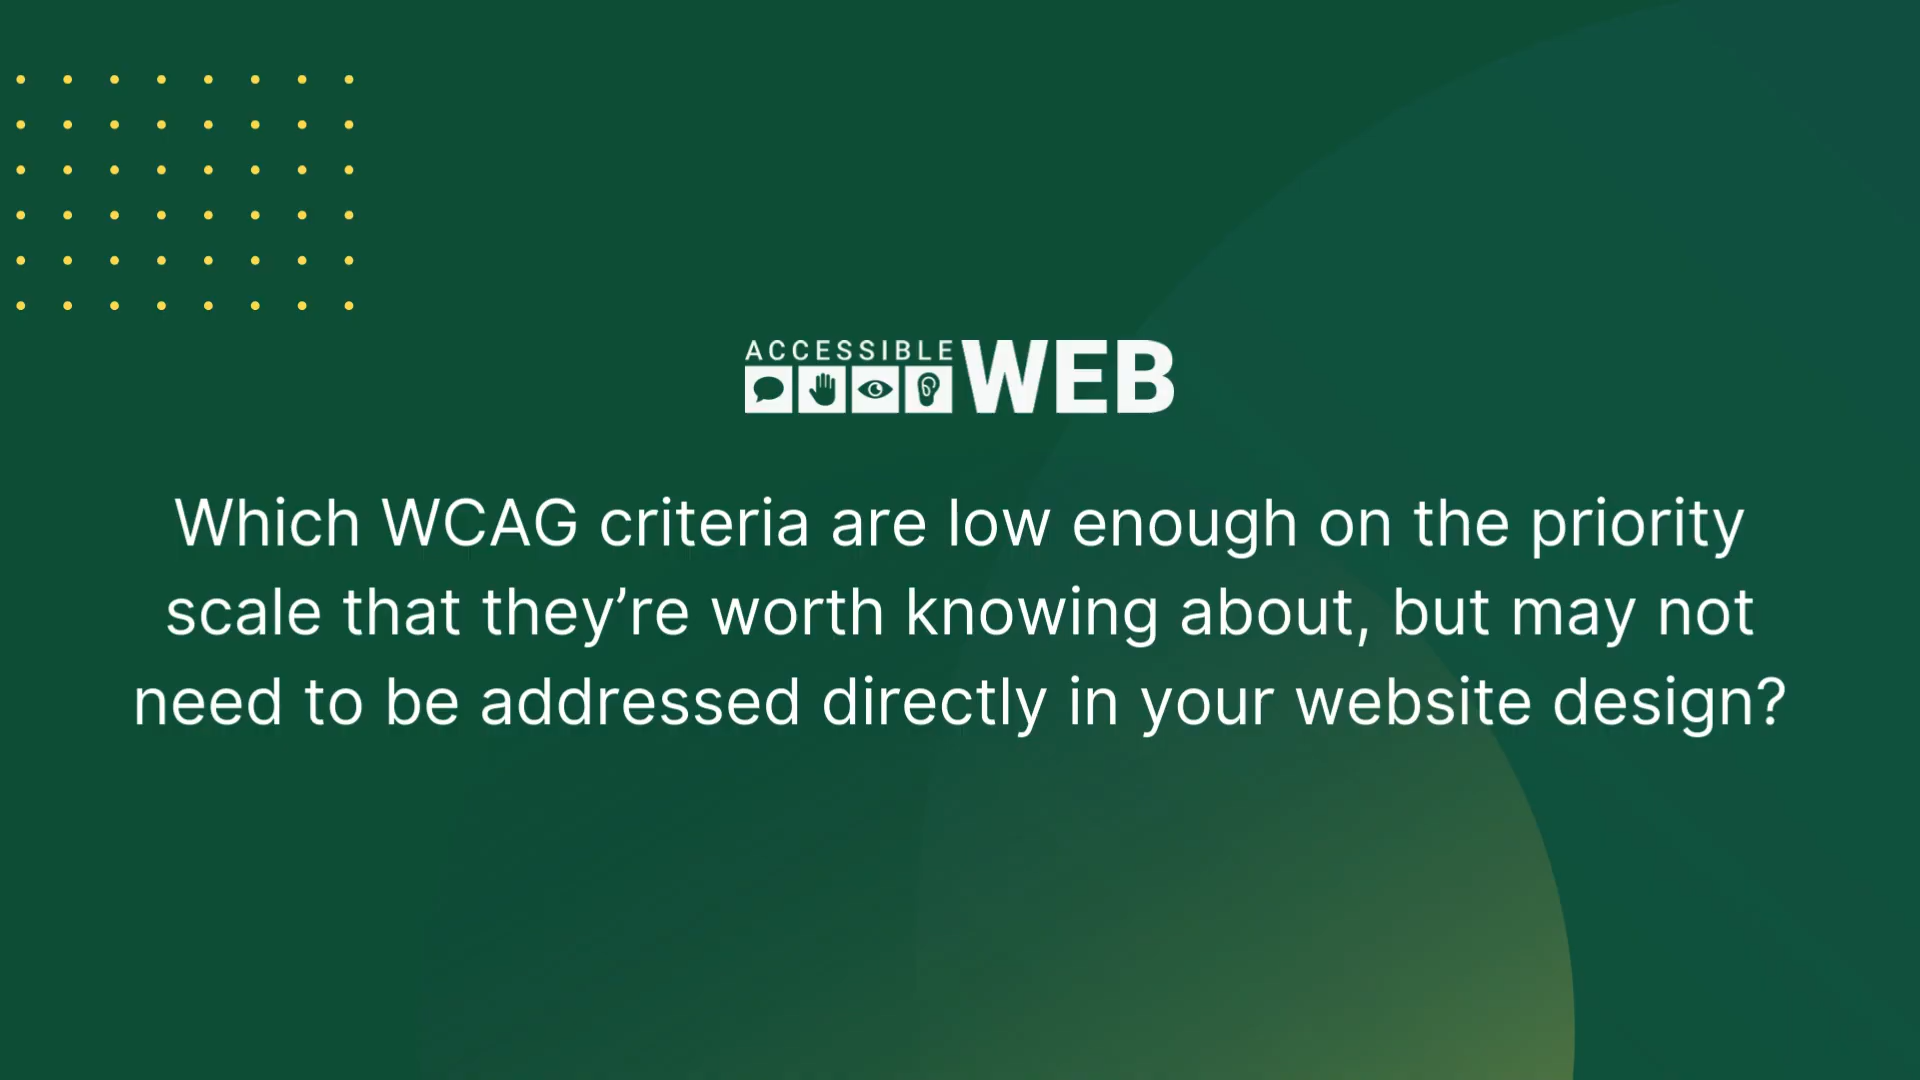 ACCESSIBLE WEB
Which WCAG criteria are low enough on the priority
scale that they’re worth knowing about, but may not
need to be addressed directly in your website design?